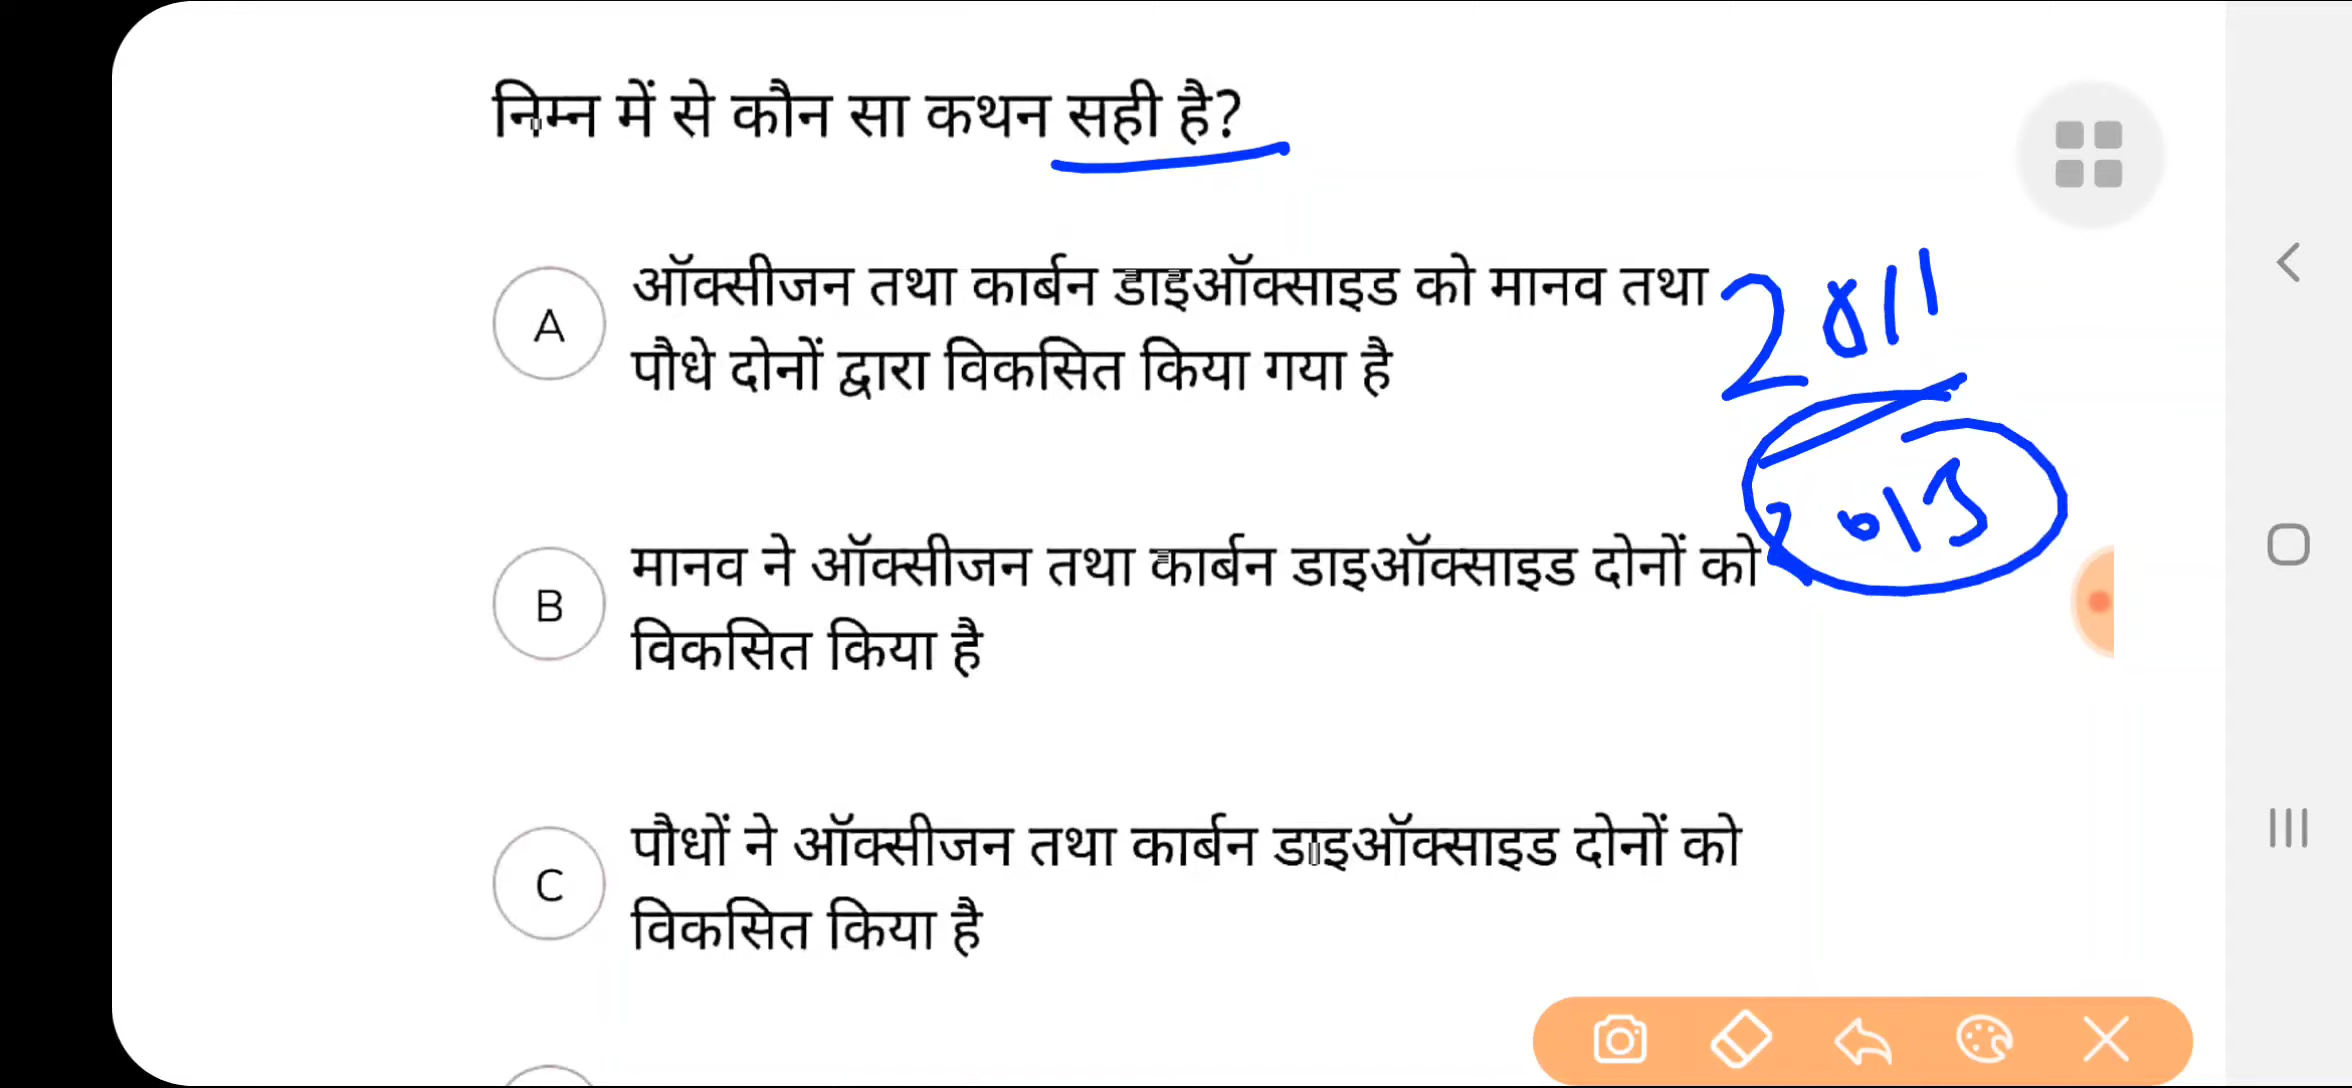 निम्न में से कौन सा कथन सही है?
A
ऑक्सीजन तथा कार्बन डाइऑक्साइड को मानव तथा
पौधे दोनों द्वारा विकसित किया गया है
2011
2015
B
मानव ने ऑक्सीजन तथा कार्बन डाइऑक्साइड दोनों को
विकसित किया है
C
पौधों ने ऑक्सीजन तथा कार्बन डाइऑक्साइड दोनों को
विकसित किया है